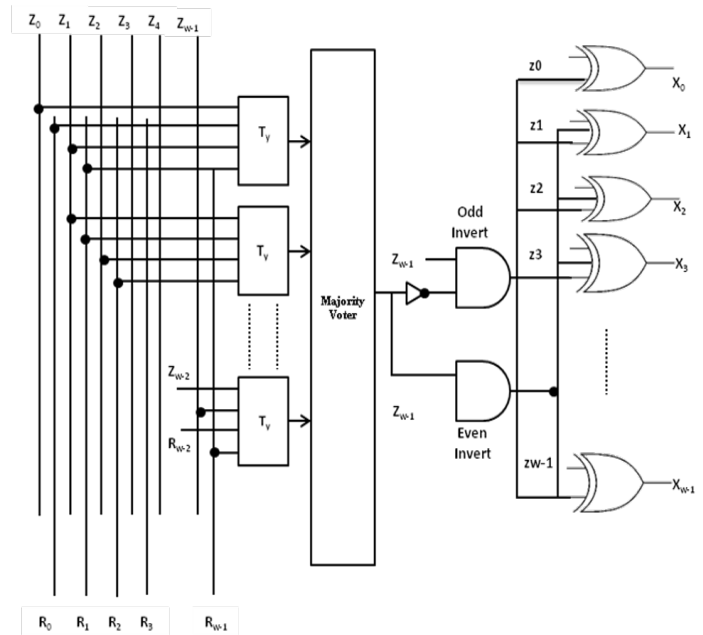 Z0 Z1 Z2 Z3 Z4 Zw-1
Ty
Tv
Tv
Majority
Voter
Zw-2
Rw-2
Odd
Invert
Zw-1
Zw-1
Even
Invert
z0
z1
z2
z3
zw-1
X0
X1
X2
X3
Xw-1
R0 R1 R2 R3 Rw-1